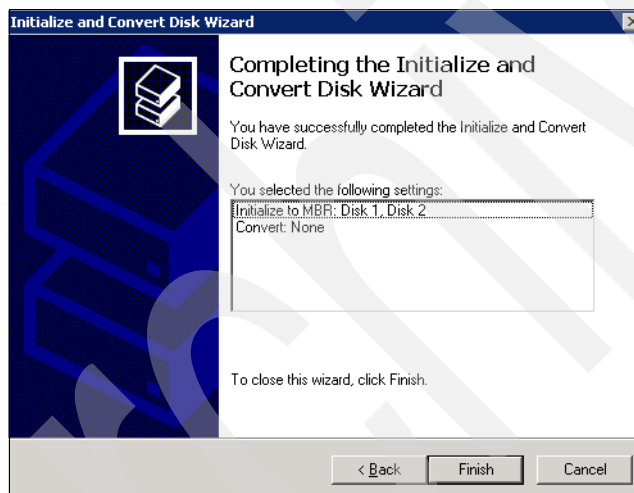 Initialize and Convert Disk Wizard
Completing the Initialize and
Convert Disk Wizard
You have successfully completed the Initialize and Convert
Disk Wizard.
You selected the following settings:
Initialize to MBR: Disk 1, Disk 2
Convert: None
To close this wizard, click Finish.
< Back
Finish
Cancel